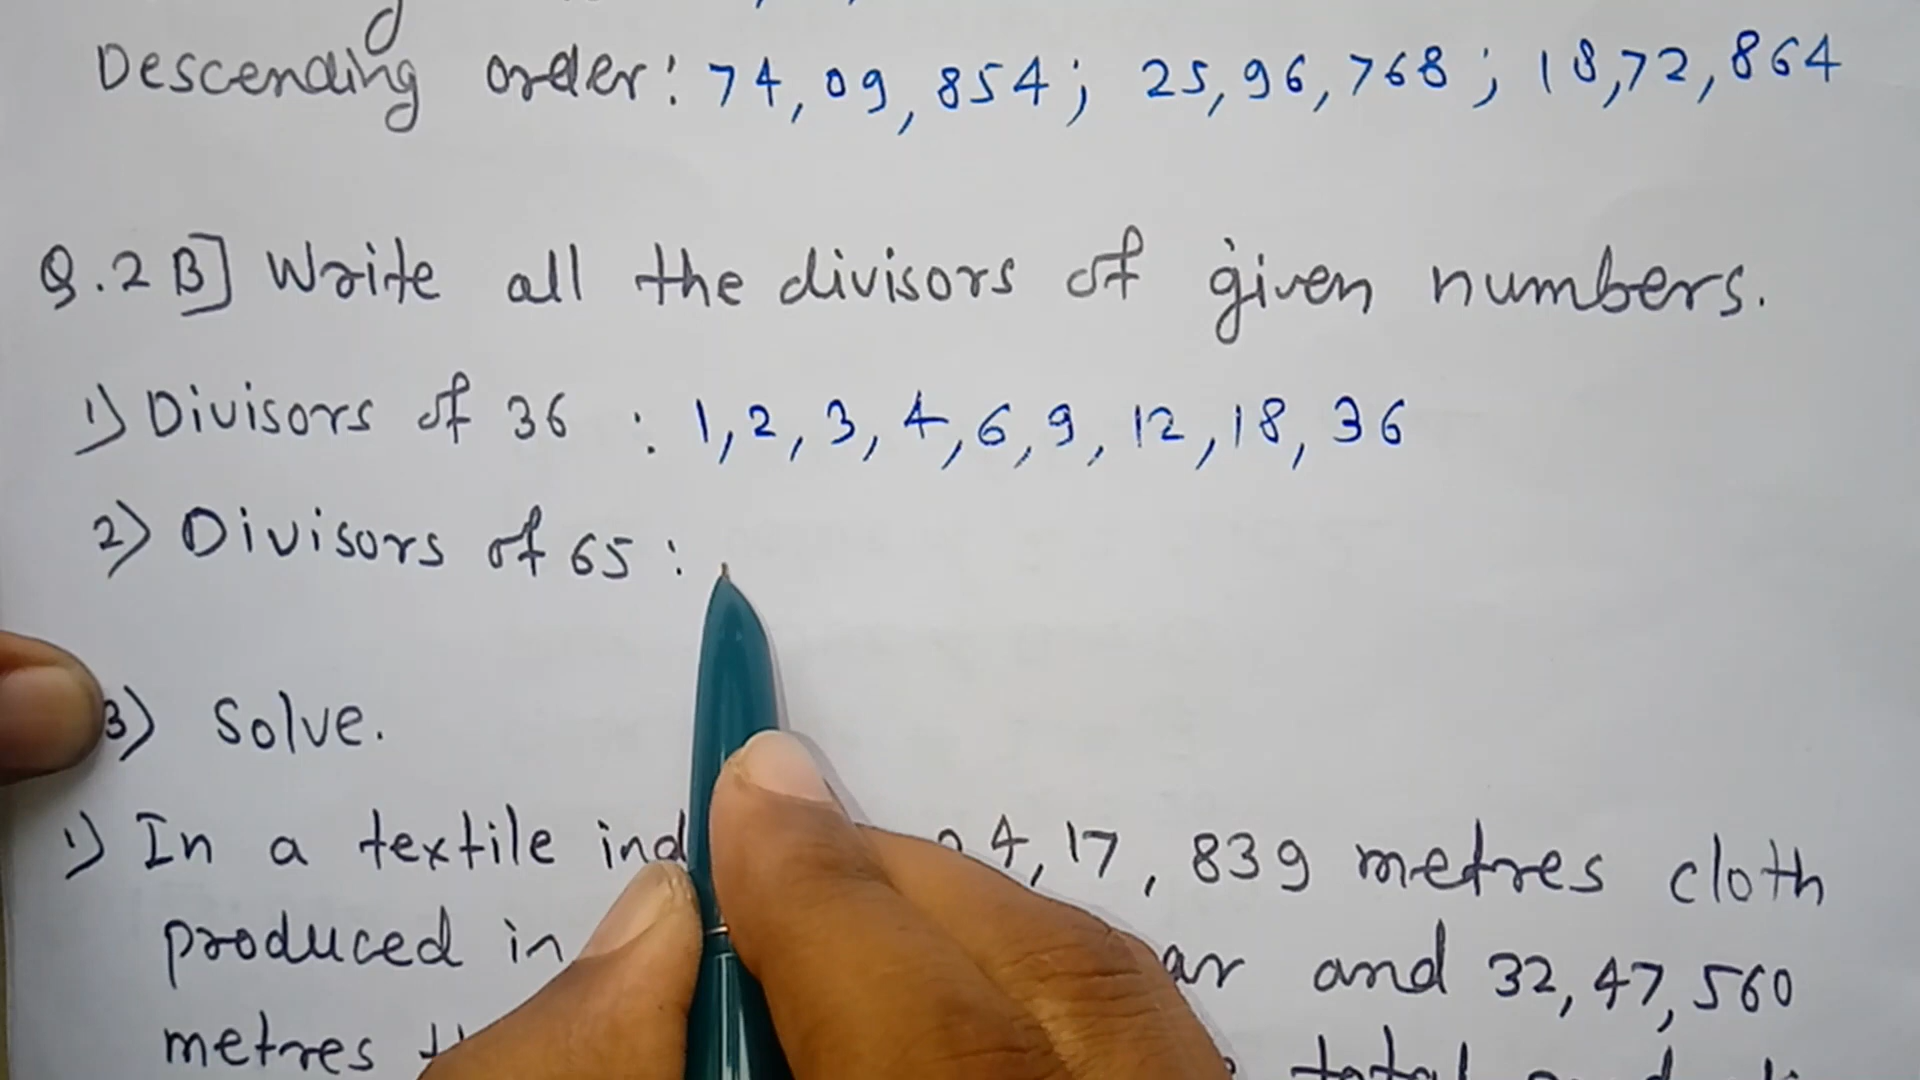 Descending order: 74,09,854; 25,96,768; 18,72,864
Q.2 B] Write all the divisors of given numbers.
1) Divisors of 36 : 1,2,3,4,6,9,12,18,36
2) Divisors of 65 :
3) Solve.
1) In a textile 4,17,839 metres cloth
produced in and 32,47,560
metres total